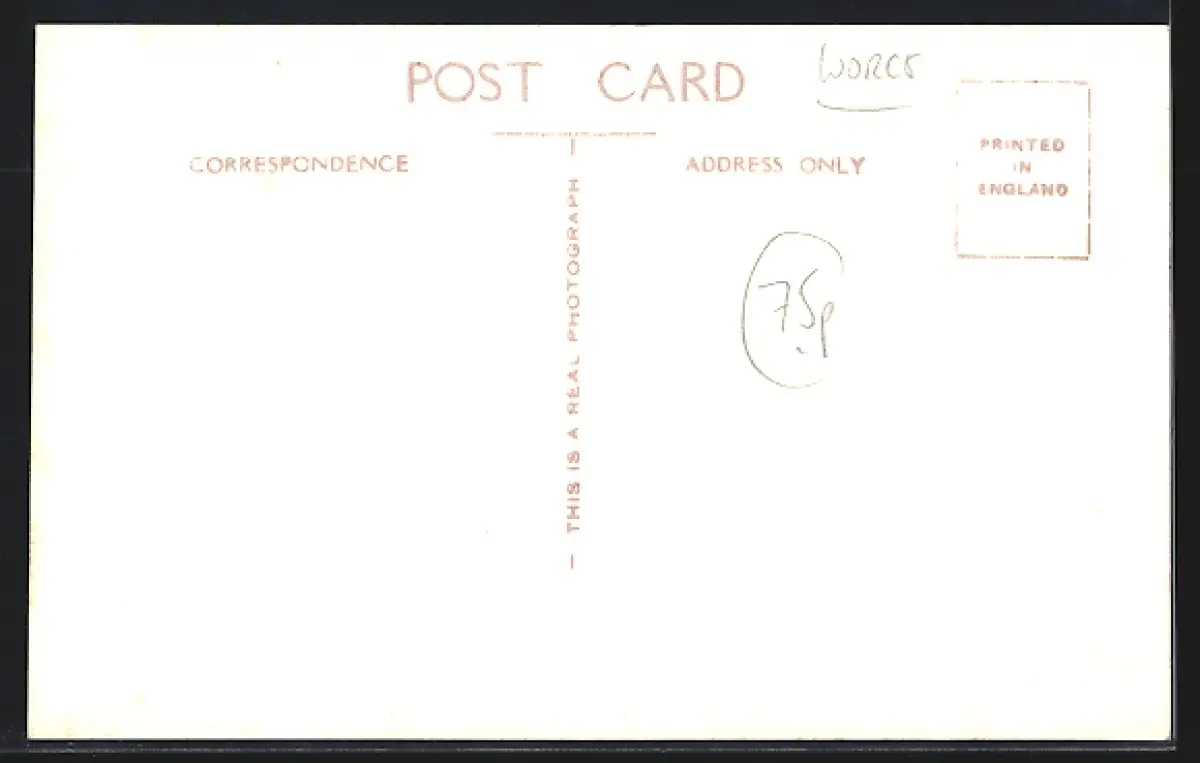 POST CARD
WORCS
CORRESPONDENCE
ADDRESS ONLY
PRINTED
IN
ENGLAND
THIS IS A REAL PHOTOGRAPH
75p